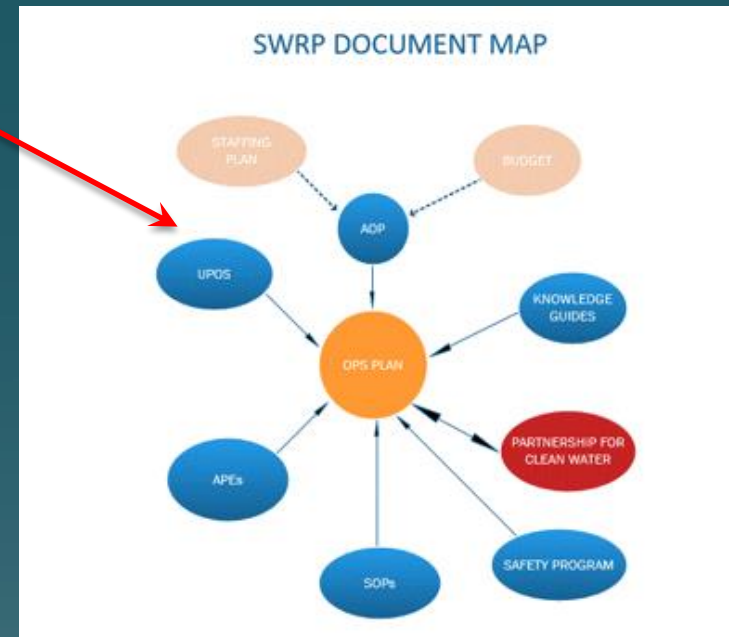 SWRP DOCUMENT MAP
STAFFING
PLAN
BUDGET
AOP
UPOS
KNOWLEDGE
GUIDES
OPS PLAN
PARTNERSHIP FOR
CLEAN WATER
APEs
SAFETY PROGRAM
SOPs